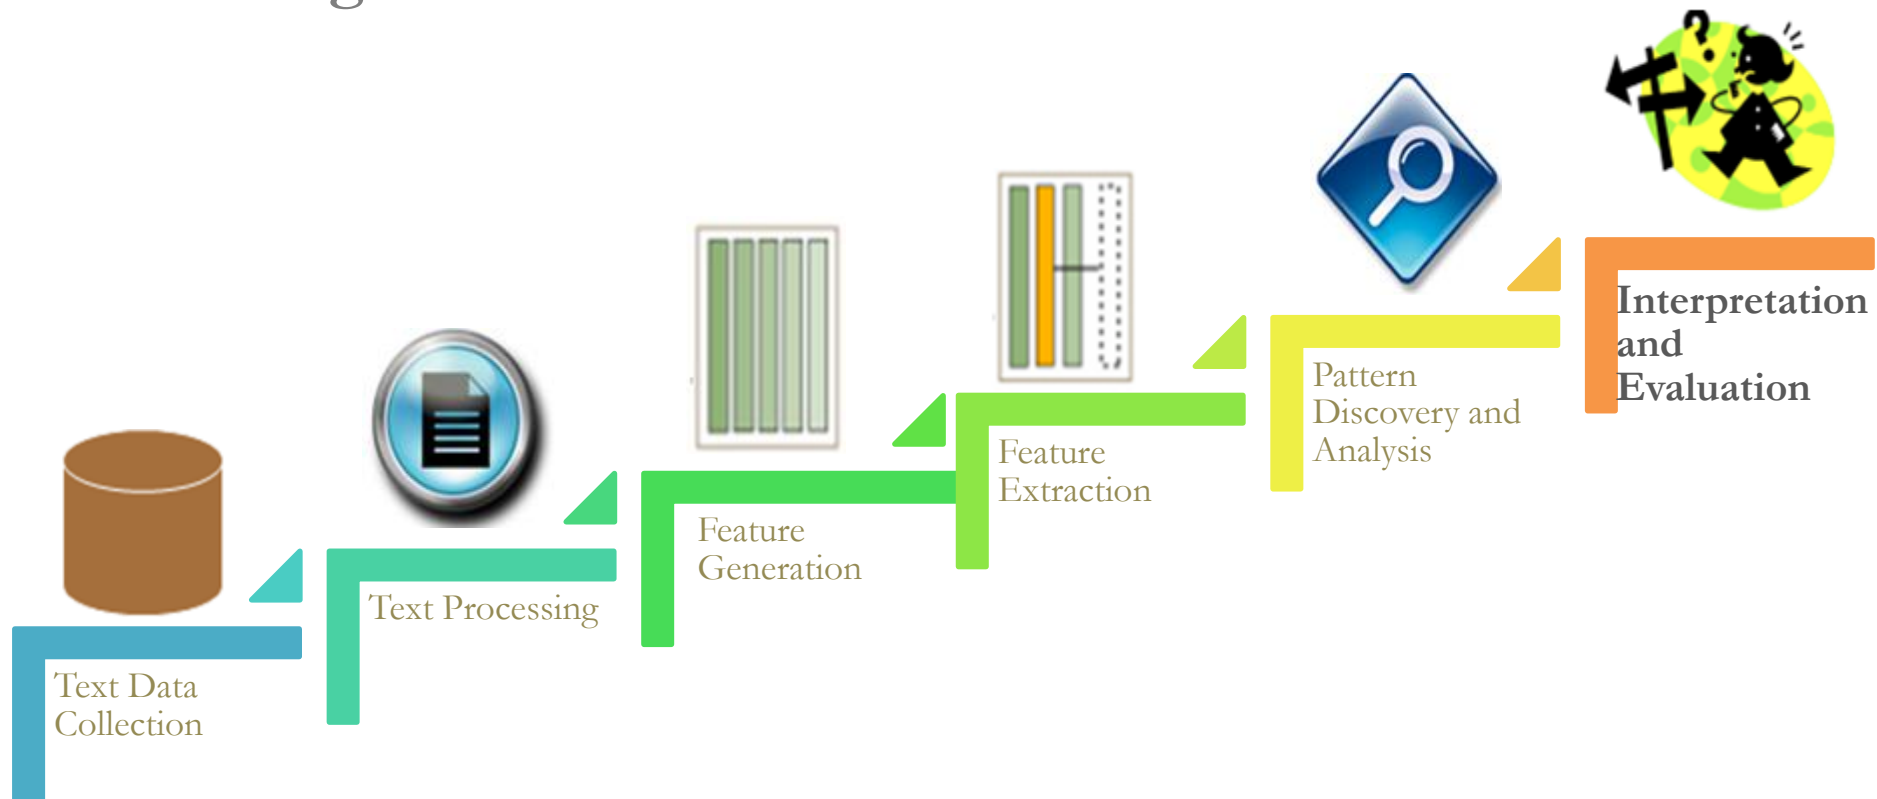 Text Data
Collection
Text Processing
Feature
Generation
Feature
Extraction
Pattern
Discovery and
Analysis
Interpretation
and
Evaluation